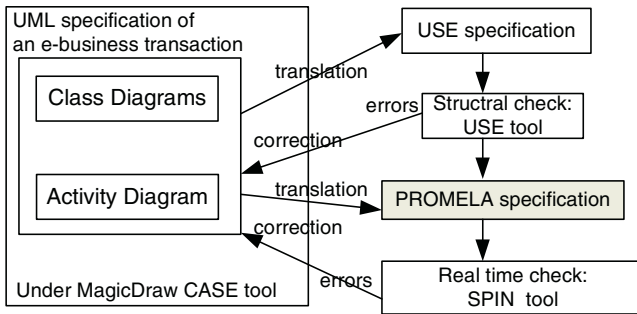 UML specification of
an e-business transaction
Class Diagrams
Activity Diagram
Under MagicDraw CASE tool
translation
errors
correction
translation
correction
errors
USE specification
Structral check:
USE tool
PROMELA specification
Real time check:
SPIN tool